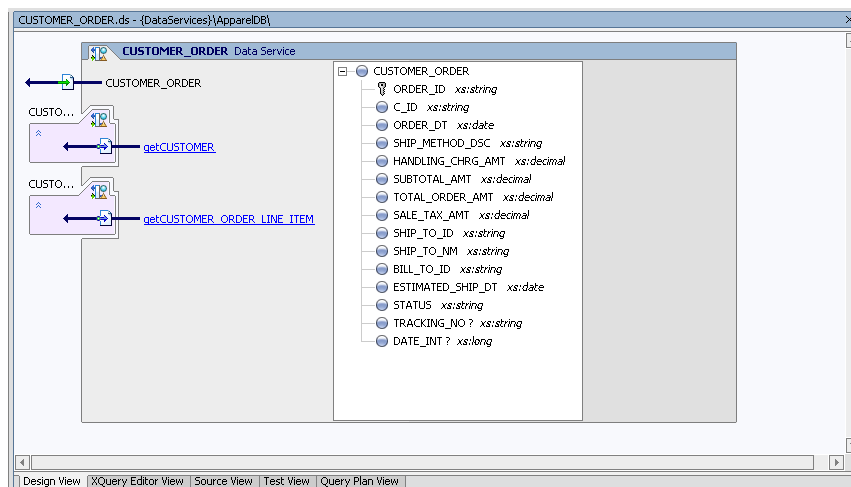 CUSTOMER_ORDER.ds - {DataServices}\ApparelDB\
CUSTOMER_ORDER Data Service
CUSTOMER_ORDER
CUSTO...
getCUSTOMER
CUSTO...
getCUSTOMER_ORDER_LINE_ITEM
CUSTOMER_ORDER
ORDER_ID xs:string
C_ID xs:string
ORDER_DT xs:date
SHIP_METHOD_DSC xs:string
HANDLING_CHRG_AMT xs:decimal
SUBTOTAL_AMT xs:decimal
TOTAL_ORDER_AMT xs:decimal
SALE_TAX_AMT xs:decimal
SHIP_TO_ID xs:string
SHIP_TO_NM xs:string
BILL_TO_ID xs:string
ESTIMATED_SHIP_DT xs:date
STATUS xs:string
TRACKING_NO ? xs:string
DATE_INT ? xs:long
Design View XQuery Editor View Source View Test View Query Plan View